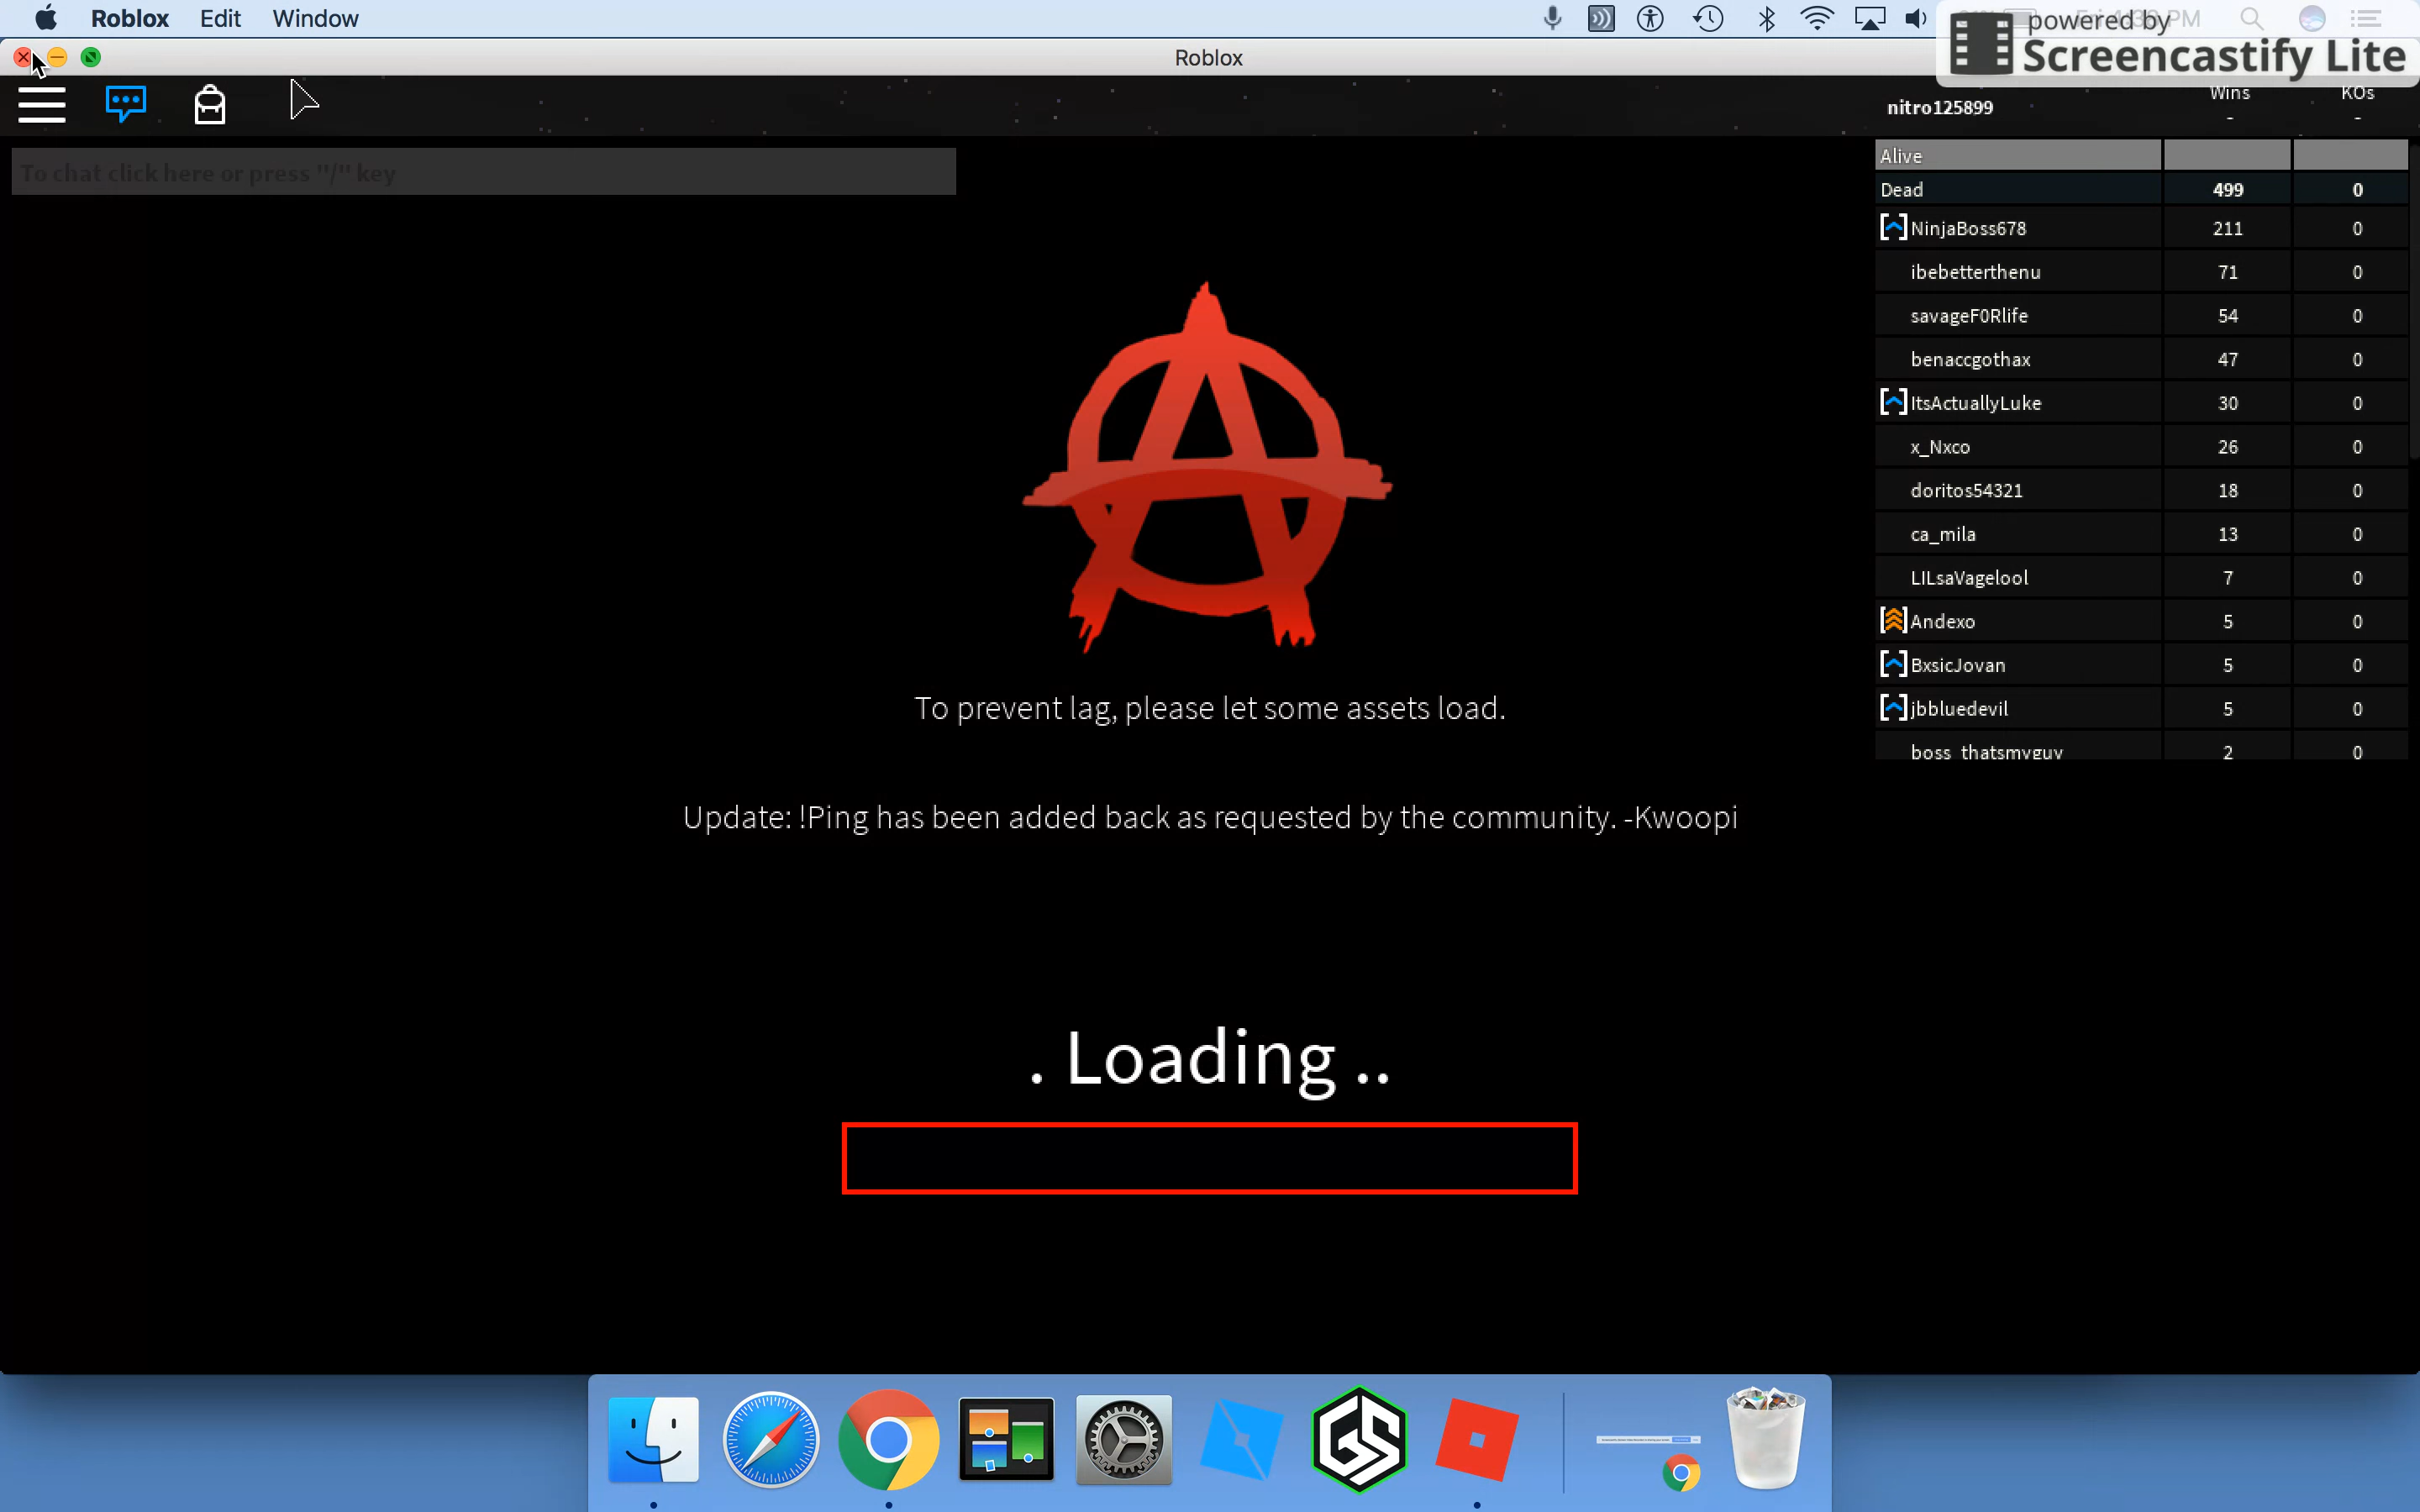 Roblox Edit Window
powered by
Screencastify Lite
Roblox
nitro125899 Wins KOs
- -
To chat click here or press "/" key
Alive
Dead 499 0
NinjaBoss678 211 0
ibebetterthenu 71 0
savageF0Rlife 54 0
benaccgothax 47 0
ItsActuallyLuke 30 0
x_Nxco 26 0
doritos54321 18 0
ca_mila 13 0
LILsaVagelool 7 0
Andexo 5 0
BxsicJovan 5 0
jbbluedevil 5 0
boss_thatsmyguy 2 0
To prevent lag, please let some assets load.
Update: !Ping has been added back as requested by the community. -Kwoopi
. Loading ..
GS